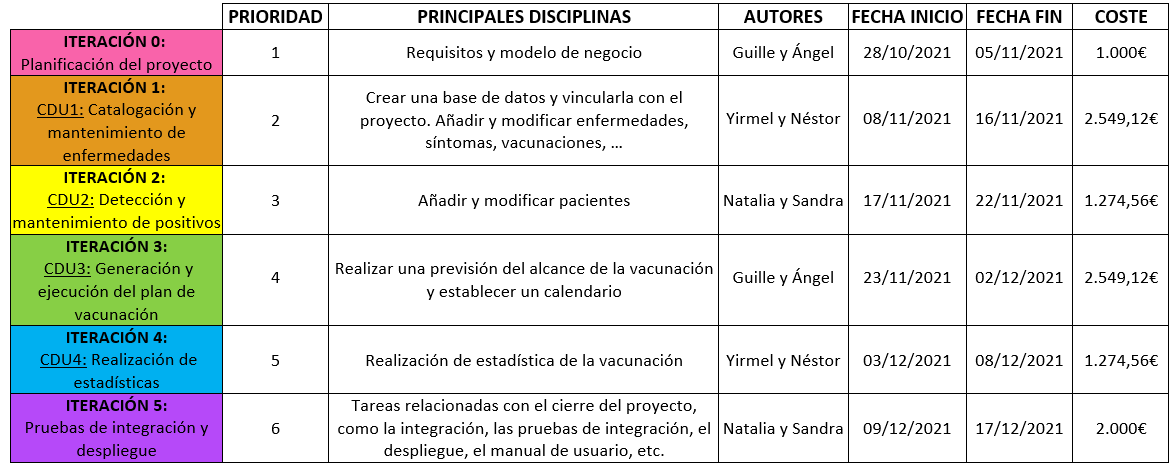 PRIORIDAD PRINCIPALES DISCIPLINAS AUTORES FECHA INICIO FECHA FIN COSTE
ITERACIÓN 0:
Planificación del proyecto
1
Requisitos y modelo de negocio
Guille y Ángel
28/10/2021
05/11/2021
1.000€
ITERACIÓN 1:
CDU1: Catalogación y
mantenimiento de
enfermedades
2
Crear una base de datos y vincularla con el
proyecto. Añadir y modificar enfermedades,
síntomas, vacunaciones, …
Yirmel y Néstor
08/11/2021
16/11/2021
2.549,12€
ITERACIÓN 2:
CDU2: Detección y
mantenimiento de positivos
3
Añadir y modificar pacientes
Natalia y Sandra
17/11/2021
22/11/2021
1.274,56€
ITERACIÓN 3:
CDU3: Generación y
ejecución del plan de
vacunación
4
Realizar una previsión del alcance de la vacunación
y establecer un calendario
Guille y Ángel
23/11/2021
02/12/2021
2.549,12€
ITERACIÓN 4:
CDU4: Realización de
estadísticas
5
Realización de estadística de la vacunación
Yirmel y Néstor
03/12/2021
08/12/2021
1.274,56€
ITERACIÓN 5:
Pruebas de integración y
despliegue
6
Tareas relacionadas con el cierre del proyecto,
como la integración, las pruebas de integración, el
despliegue, el manual de usuario, etc.
Natalia y Sandra
09/12/2021
17/12/2021
2.000€